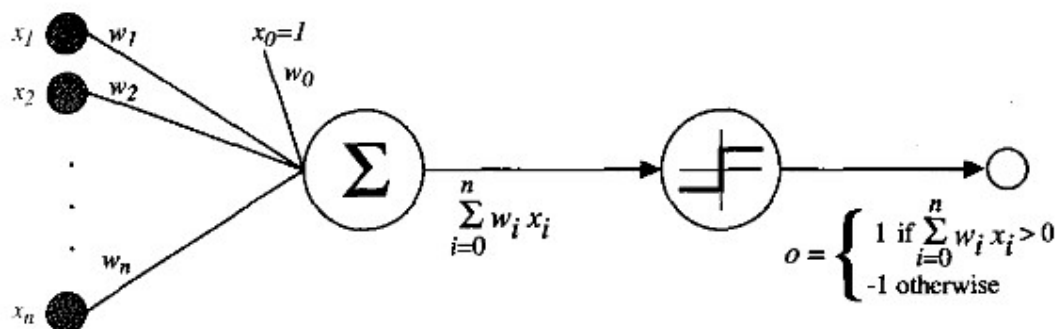 x₁ w₁ x₀=1
w₀
x₂ w₂
.
.
.
Σ
n
Σ wᵢ xᵢ
i=0
wₙ
xₙ
o = { 1 if n Σ i=0 wᵢ xᵢ > 0
-1 otherwise